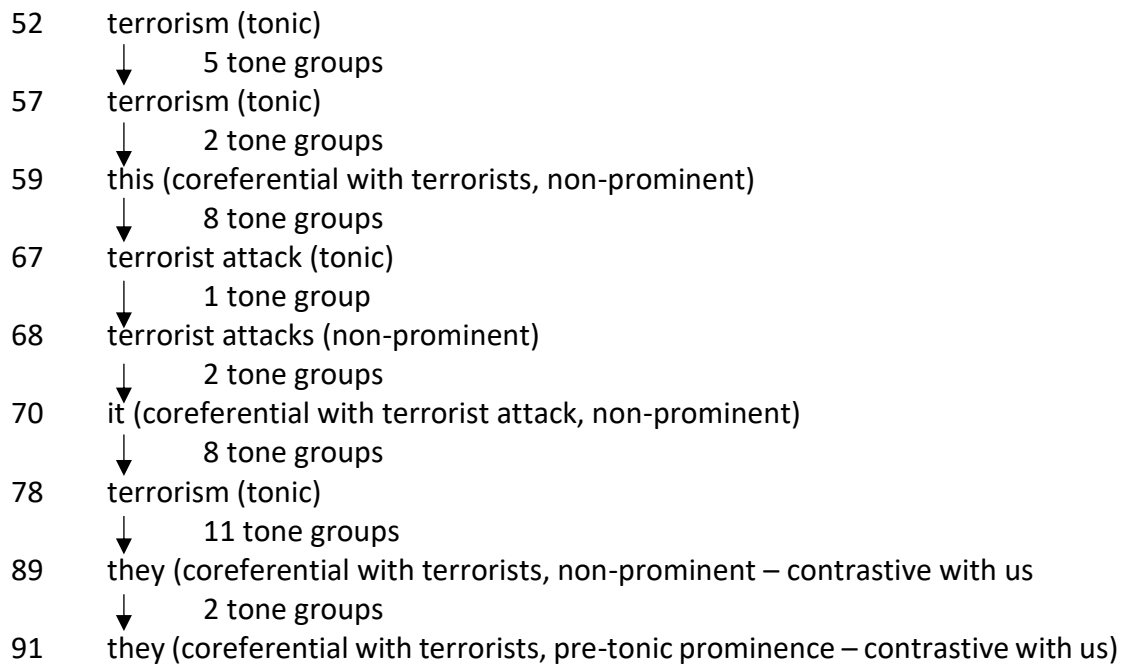 52 terrorism (tonic)
5 tone groups
57 terrorism (tonic)
2 tone groups
59 this (coreferential with terrorists, non-prominent)
8 tone groups
67 terrorist attack (tonic)
1 tone group
68 terrorist attacks (non-prominent)
2 tone groups
70 it (coreferential with terrorist attack, non-prominent)
8 tone groups
78 terrorism (tonic)
11 tone groups
89 they (coreferential with terrorists, non-prominent – contrastive with us
2 tone groups
91 they (coreferential with terrorists, pre-tonic prominence – contrastive with us)